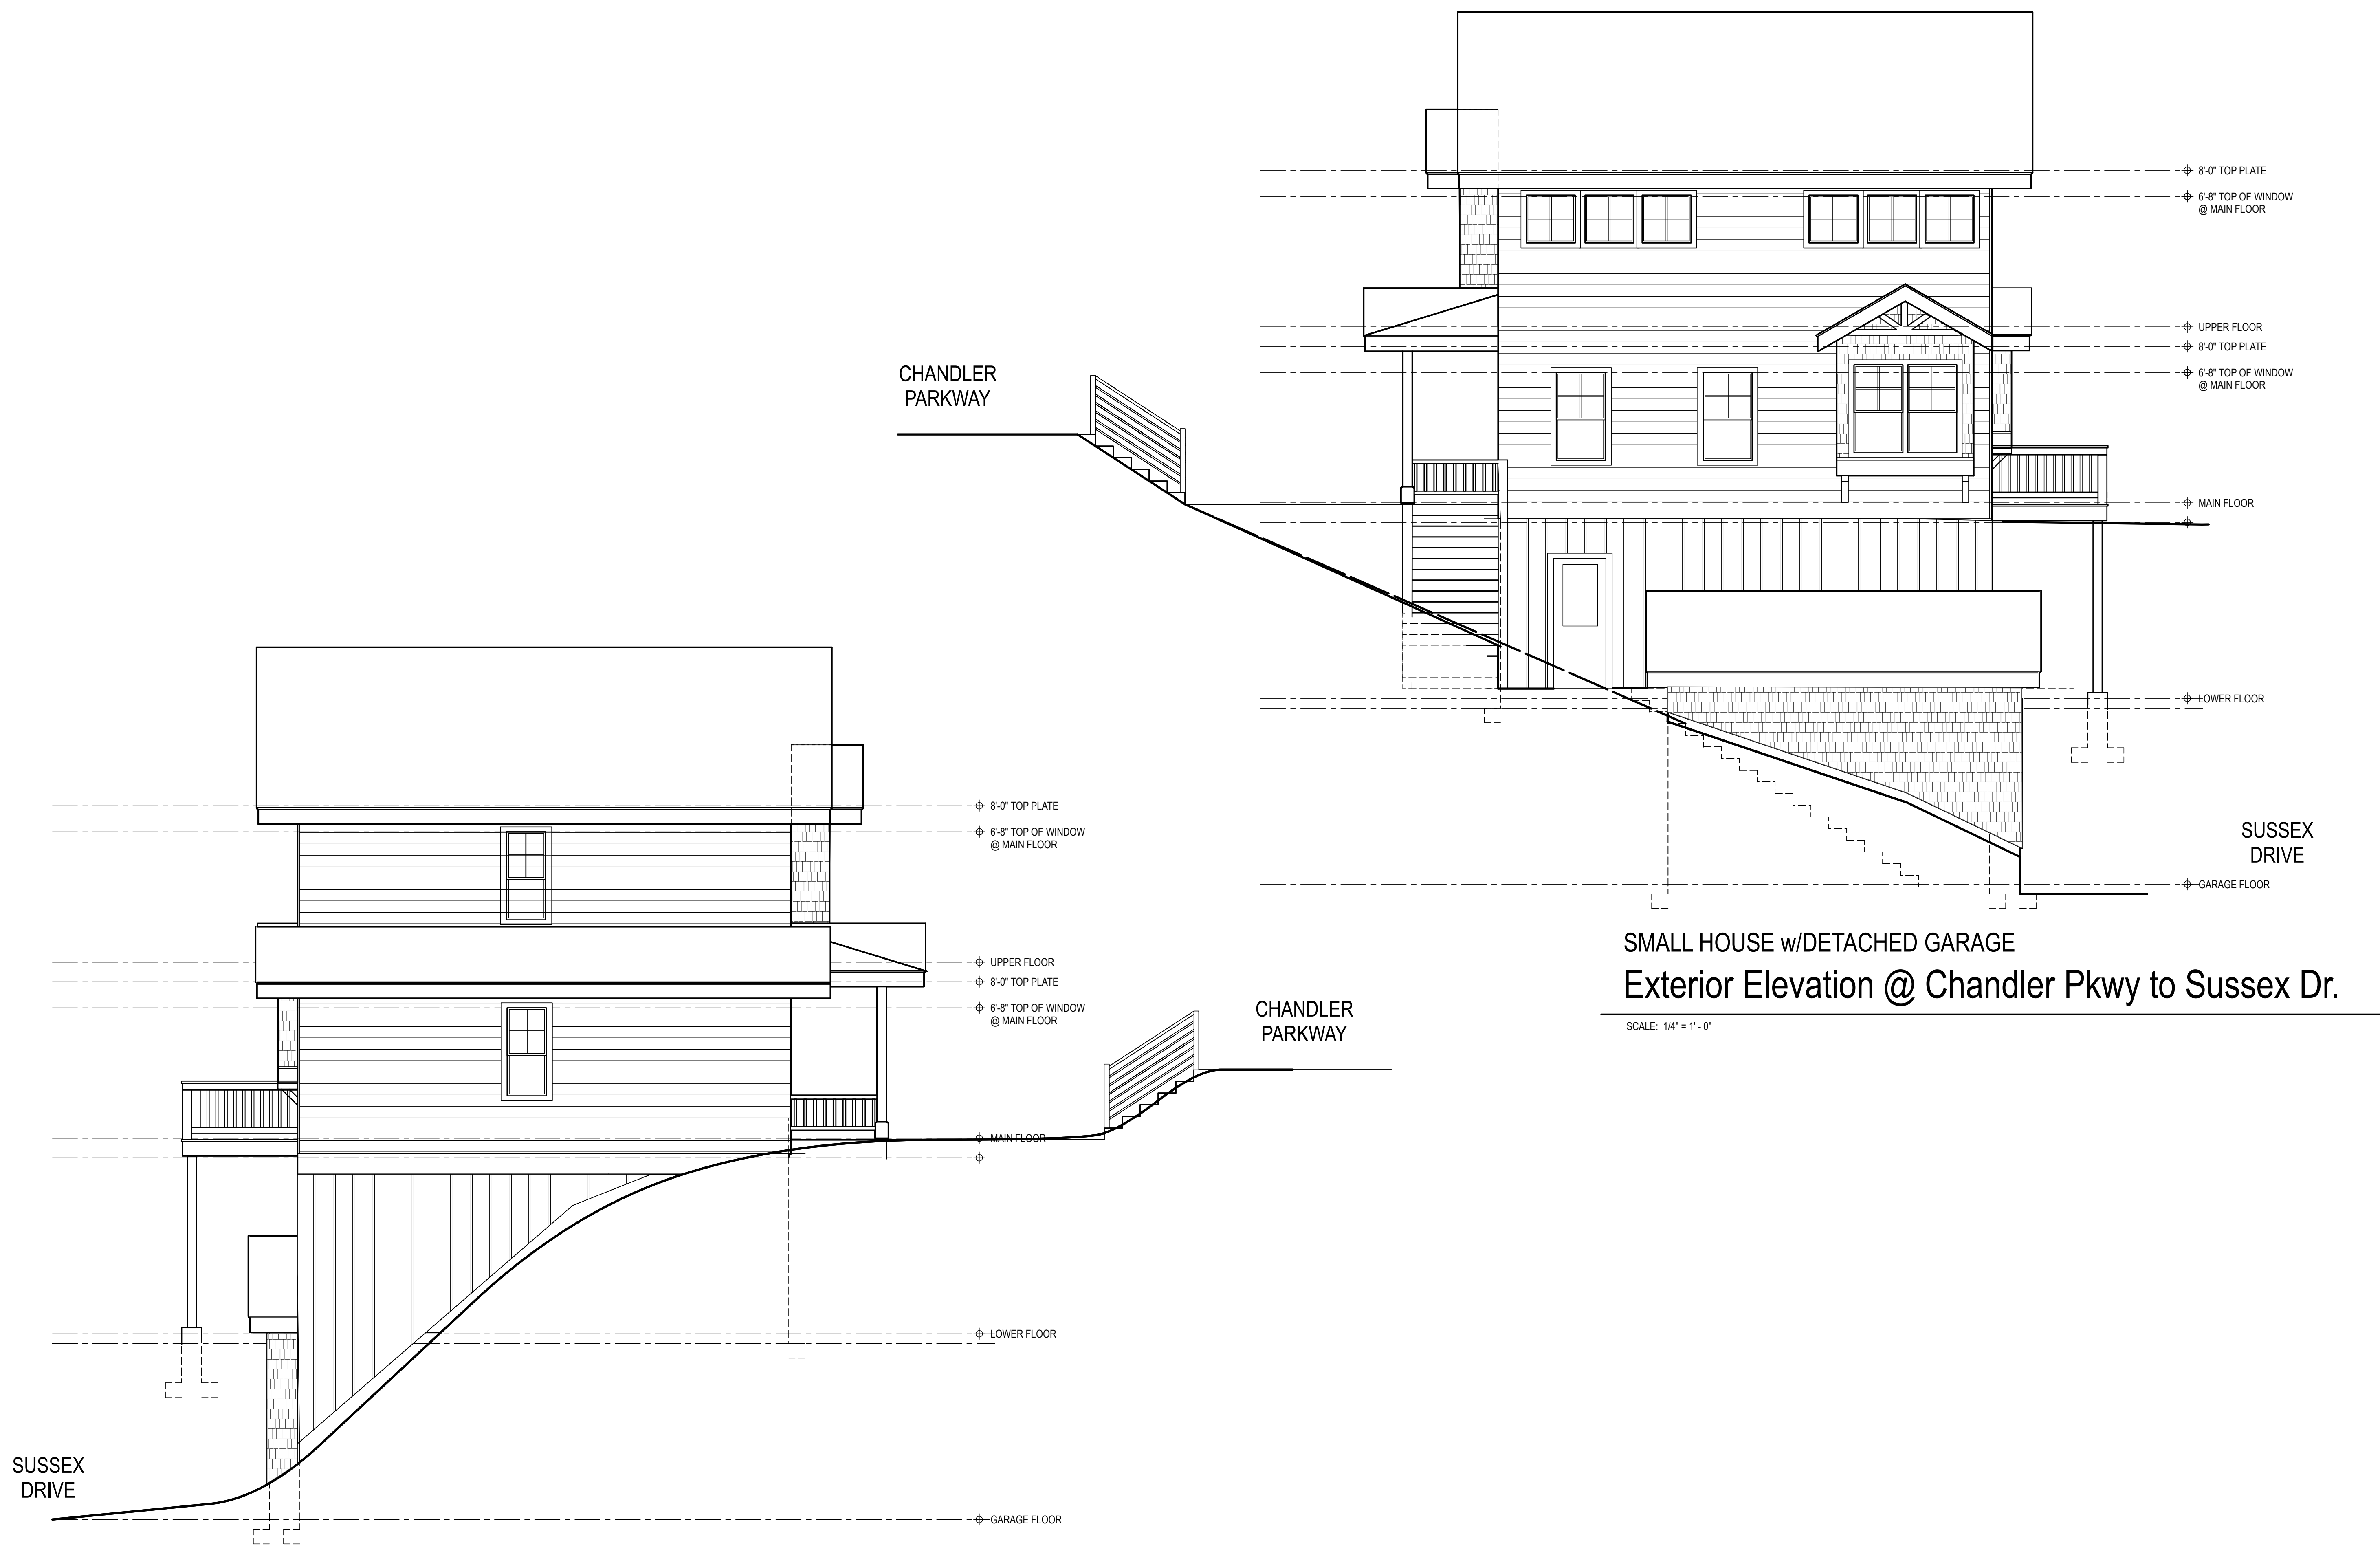 8'-0" TOP PLATE
6'-8" TOP OF WINDOW
@ MAIN FLOOR
UPPER FLOOR
8'-0" TOP PLATE
6'-8" TOP OF WINDOW
@ MAIN FLOOR
CHANDLER
PARKWAY
MAIN FLOOR
LOWER FLOOR
SUSSEX
DRIVE
GARAGE FLOOR
SMALL HOUSE w/DETACHED GARAGE
Exterior Elevation @ Chandler Pkwy to Sussex Dr.
SCALE: 1/4" = 1' - 0"
8'-0" TOP PLATE
6'-8" TOP OF WINDOW
@ MAIN FLOOR
UPPER FLOOR
8'-0" TOP PLATE
6'-8" TOP OF WINDOW
@ MAIN FLOOR
CHANDLER
PARKWAY
MAIN FLOOR
LOWER FLOOR
SUSSEX
DRIVE
GARAGE FLOOR